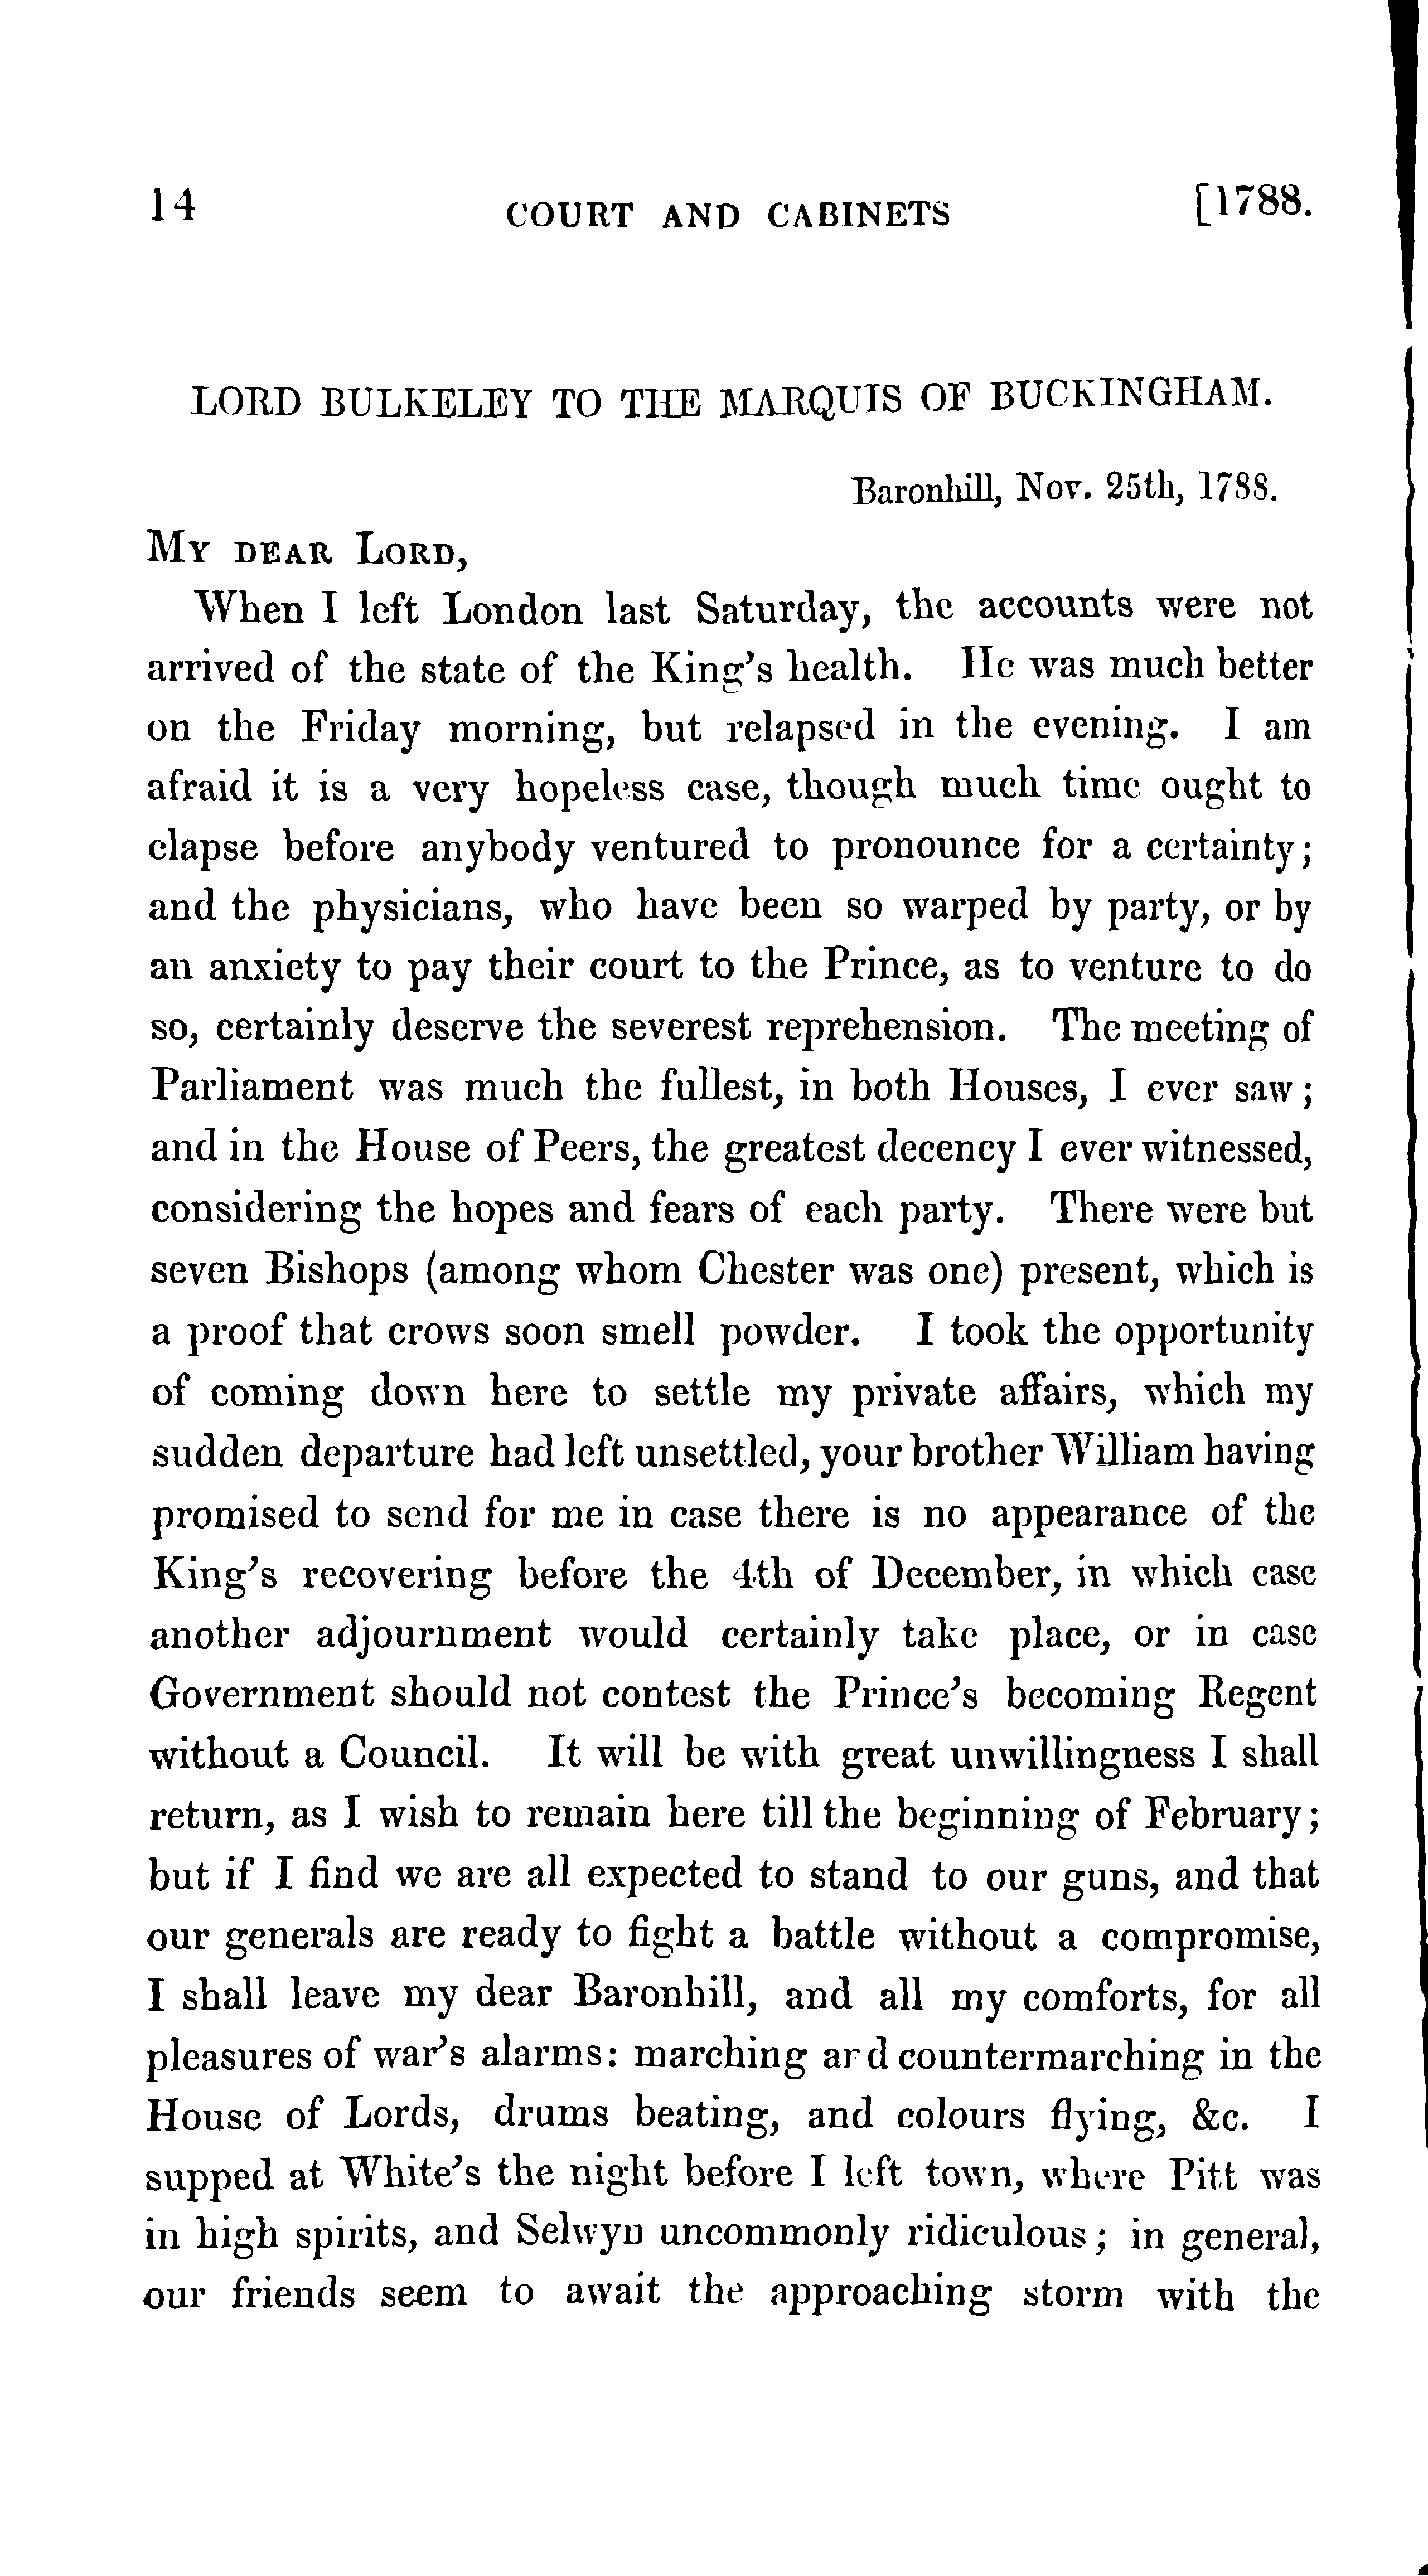 14 COURT AND CABINETS [1788.
LORD BULKELEY TO THE MARQUIS OF BUCKINGHAM.
Baronhill, Nov. 25th, 1788.
MY DEAR LORD,
When I left London last Saturday, the accounts were not
arrived of the state of the King's health. He was much better
on the Friday morning, but relapsed in the evening. I am
afraid it is a very hopeless case, though much time ought to
elapse before anybody ventured to pronounce for a certainty;
and the physicians, who have been so warped by party, or by
an anxiety to pay their court to the Prince, as to venture to do
so, certainly deserve the severest reprehension. The meeting of
Parliament was much the fullest, in both Houses, I ever saw;
and in the House of Peers, the greatest decency I ever witnessed,
considering the hopes and fears of each party. There were but
seven Bishops (among whom Chester was one) present, which is
a proof that crows soon smell powder. I took the opportunity
of coming down here to settle my private affairs, which my
sudden departure had left unsettled, your brother William having
promised to send for me in case there is no appearance of the
King's recovering before the 4th of December, in which case
another adjournment would certainly take place, or in case
Government should not contest the Prince's becoming Regent
without a Council. It will be with great unwillingness I shall
return, as I wish to remain here till the beginning of February;
but if I find we are all expected to stand to our guns, and that
our generals are ready to fight a battle without a compromise,
I shall leave my dear Baronhill, and all my comforts, for all
pleasures of war's alarms: marching and countermarching in the
House of Lords, drums beating, and colours flying, &c. I
supped at White's the night before I left town, where Pitt was
in high spirits, and Selwyn uncommonly ridiculous; in general,
our friends seem to await the approaching storm with the